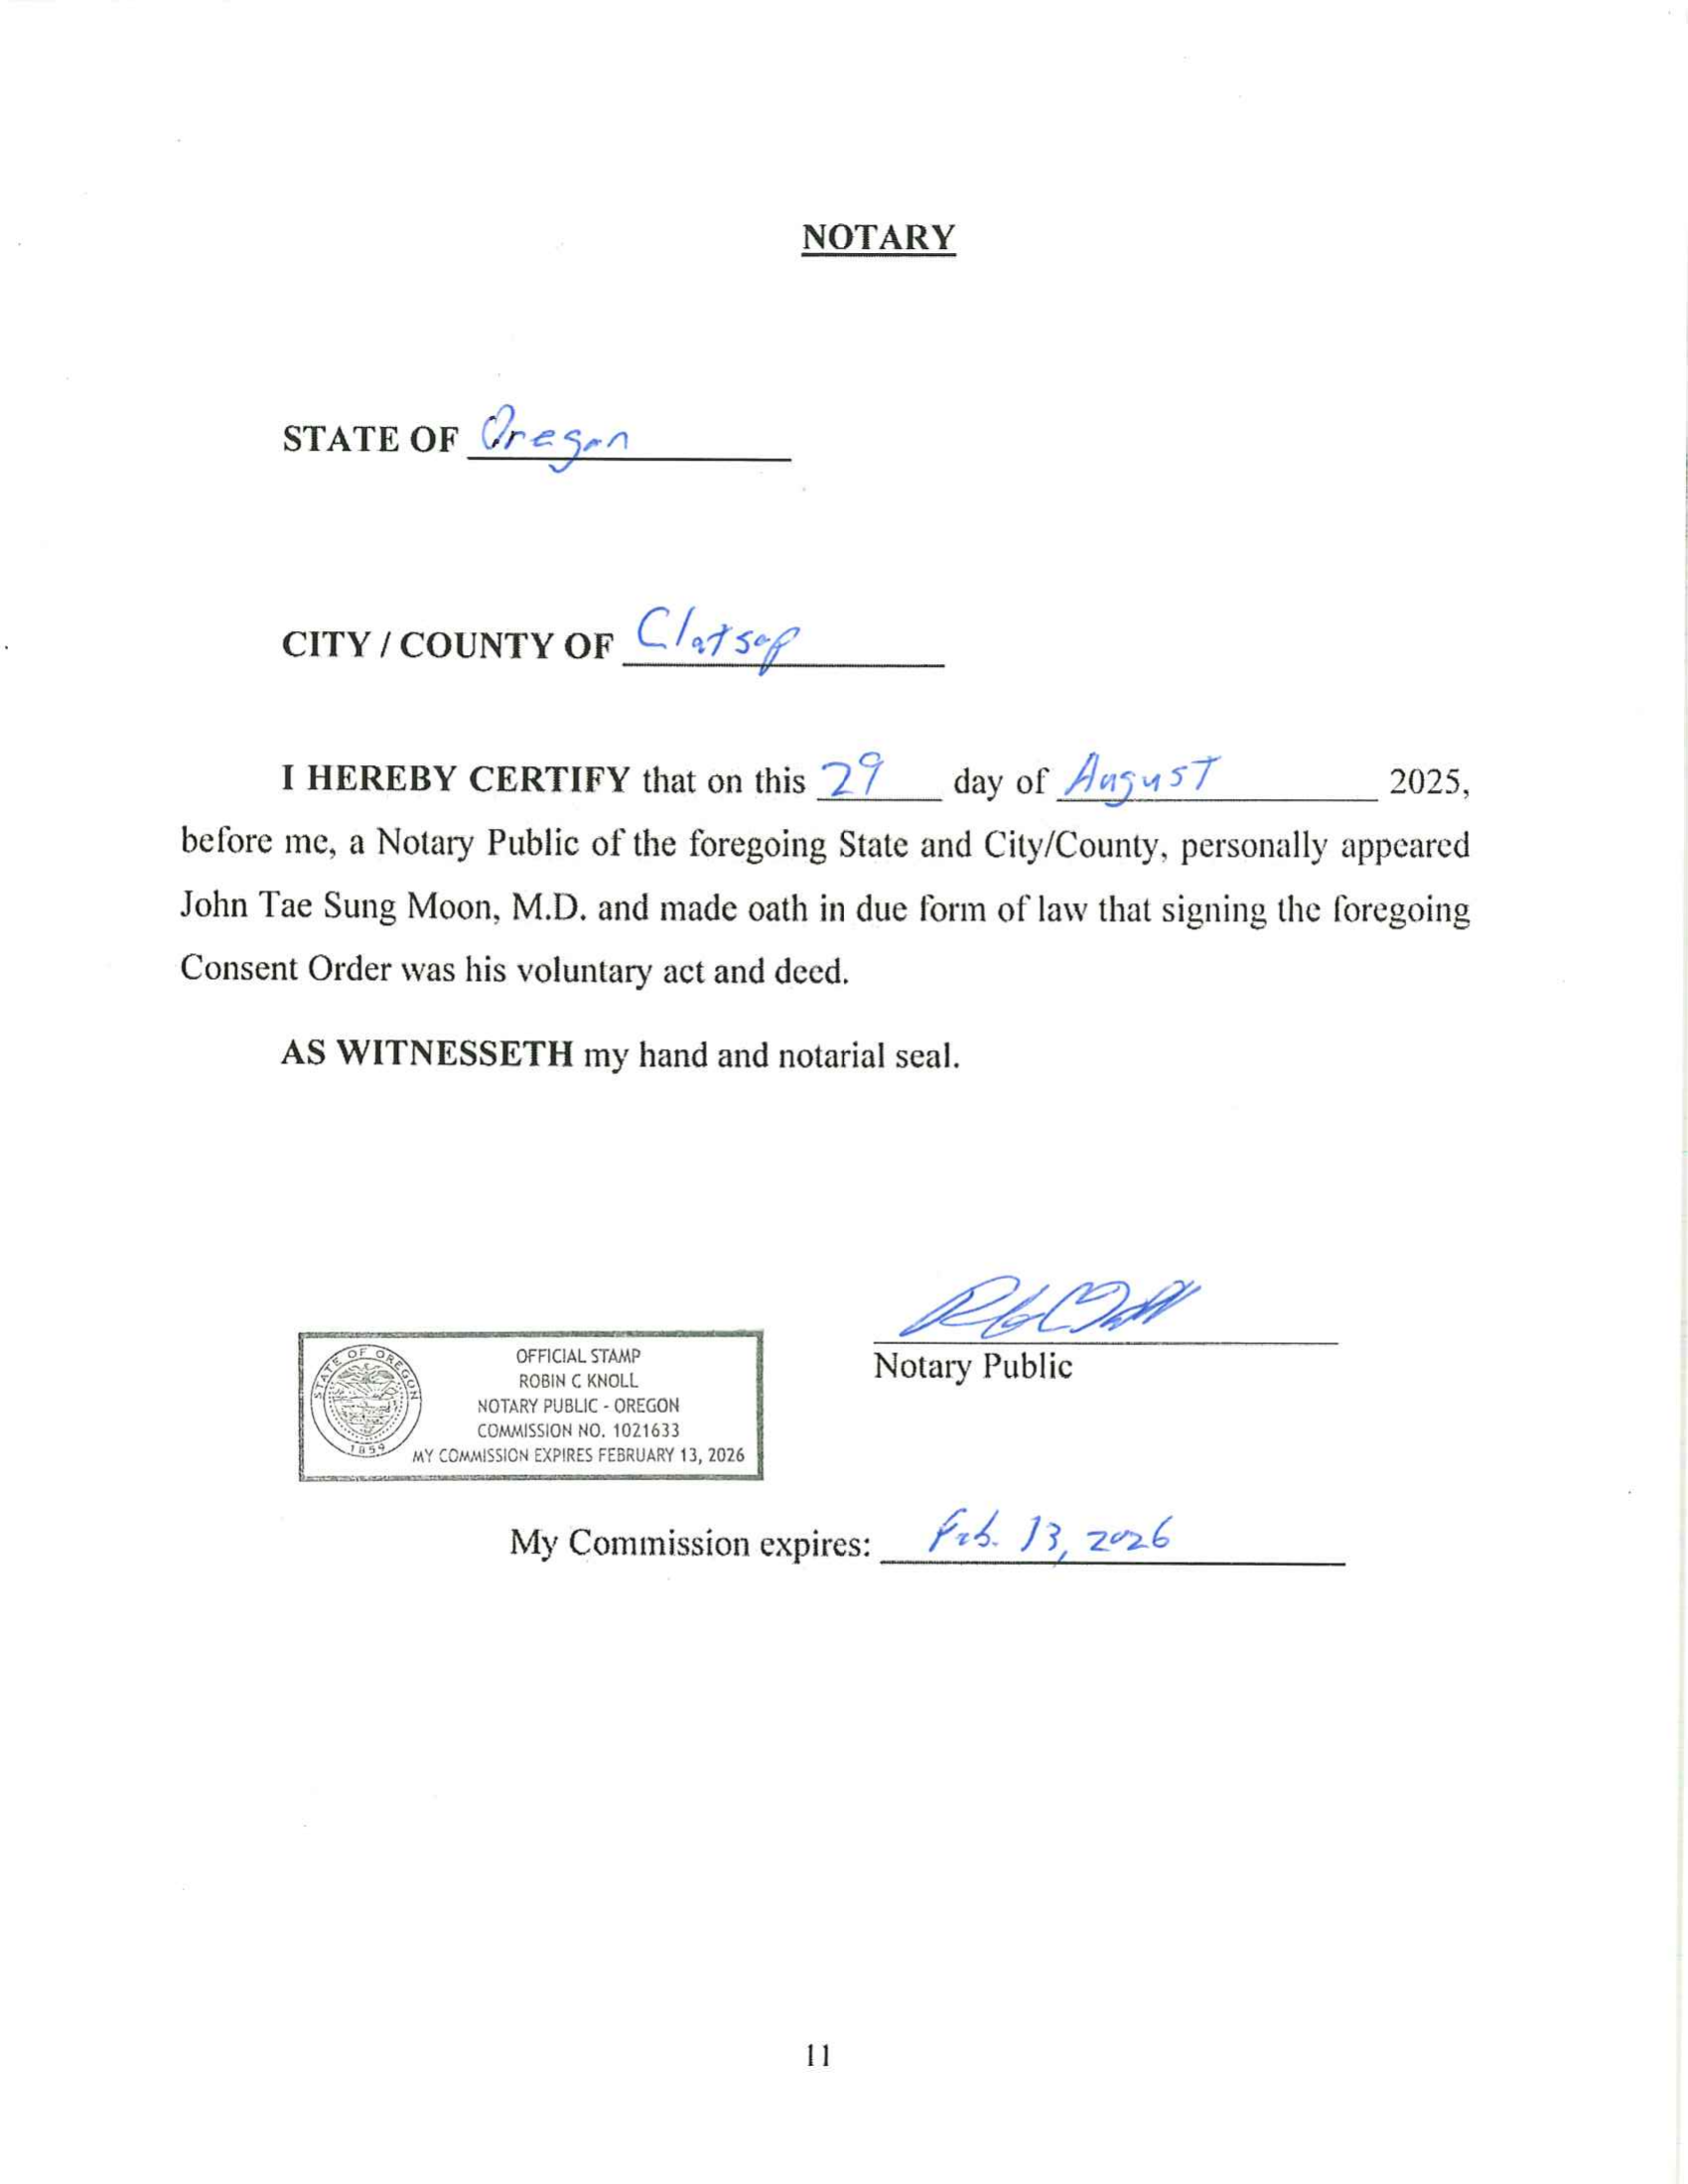 NOTARY
STATE OF Oregon
CITY / COUNTY OF Clatsop
I HEREBY CERTIFY that on this 29 day of August 2025,
before me, a Notary Public of the foregoing State and City/County, personally appeared
John Tae Sung Moon, M.D. and made oath in due form of law that signing the foregoing
Consent Order was his voluntary act and deed.
AS WITNESSETH my hand and notarial seal.
Notary Public
STATE OF OREGON
1859
OFFICIAL STAMP
ROBIN C KNOLL
NOTARY PUBLIC - OREGON
COMMISSION NO. 1021633
MY COMMISSION EXPIRES FEBRUARY 13, 2026
My Commission expires: Feb. 13, 2026
11